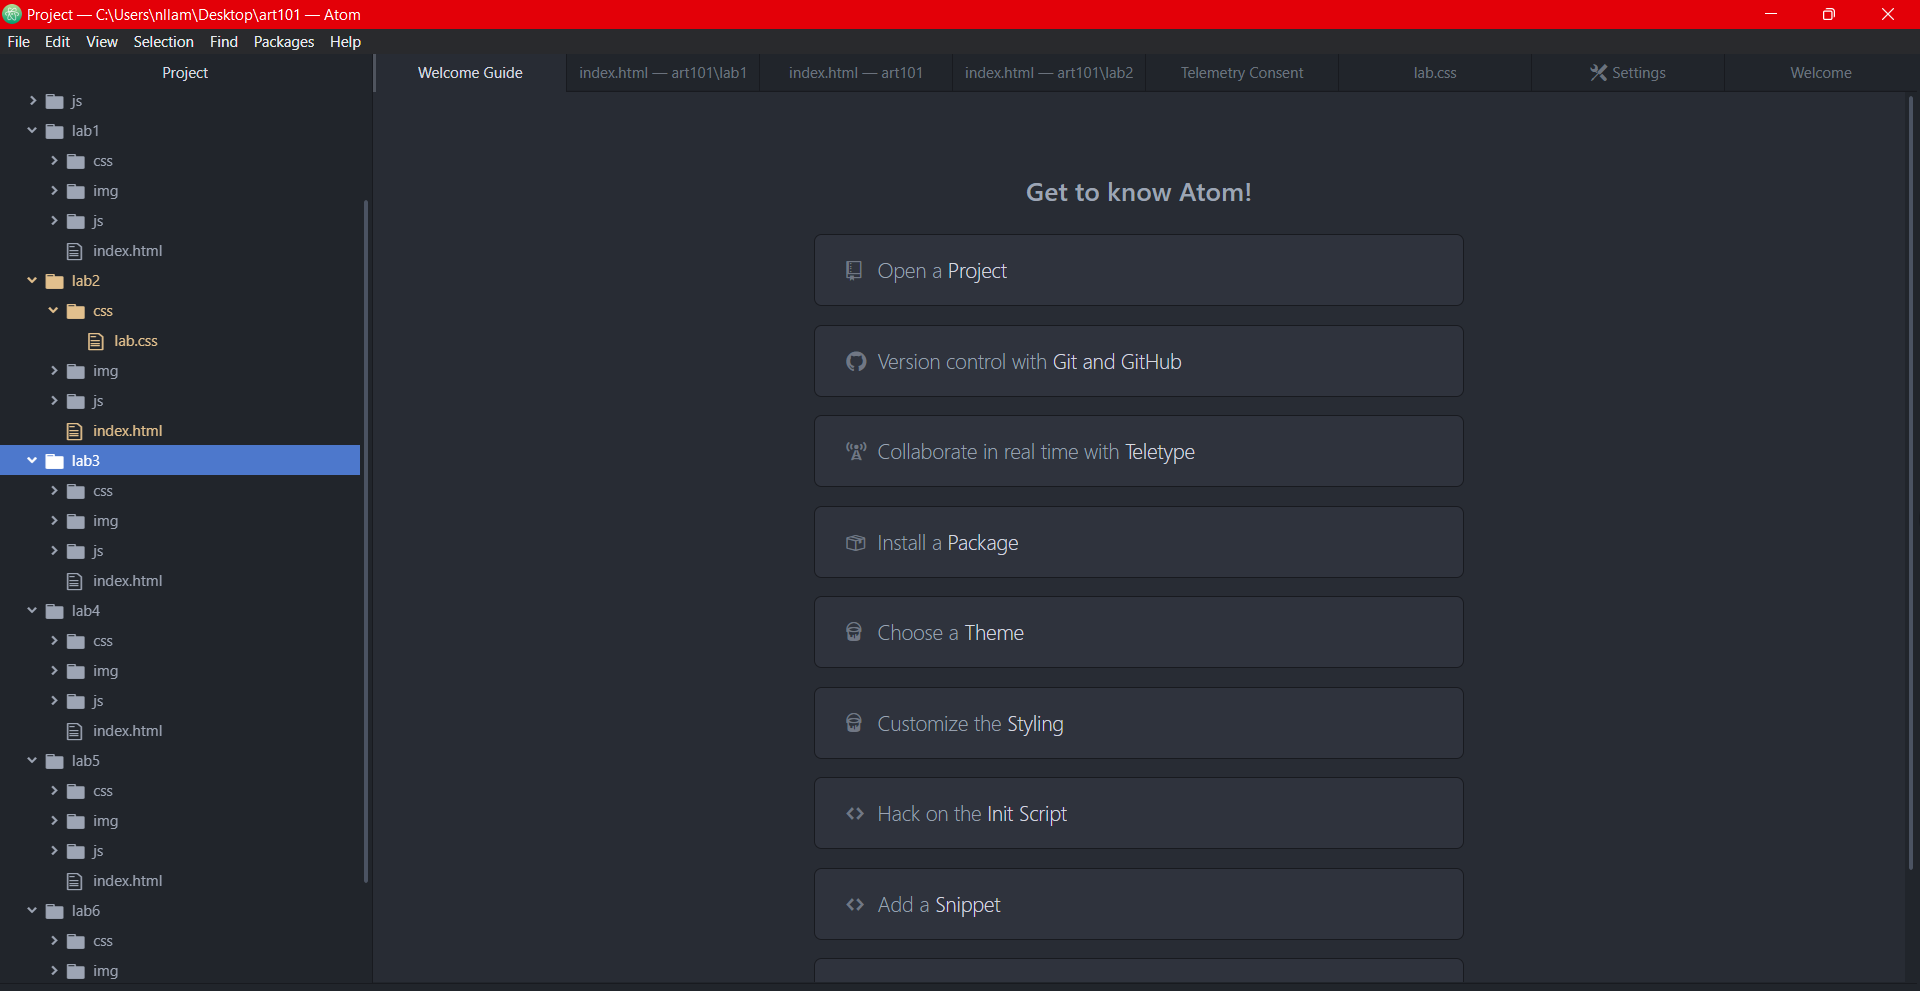 Project — C:\Users\nllam\Desktop\art101 — Atom
File Edit View Selection Find Packages Help
Project
js
lab1
css
img
js
index.html
lab2
css
lab.css
img
js
index.html
lab3
css
img
js
index.html
lab4
css
img
js
index.html
lab5
css
img
js
index.html
lab6
css
img
Welcome Guide
index.html — art101\lab1
index.html — art101
index.html — art101\lab2
Telemetry Consent
lab.css
Settings
Welcome
Get to know Atom!
Open a Project
Version control with Git and GitHub
Collaborate in real time with Teletype
Install a Package
Choose a Theme
Customize the Styling
Hack on the Init Script
Add a Snippet